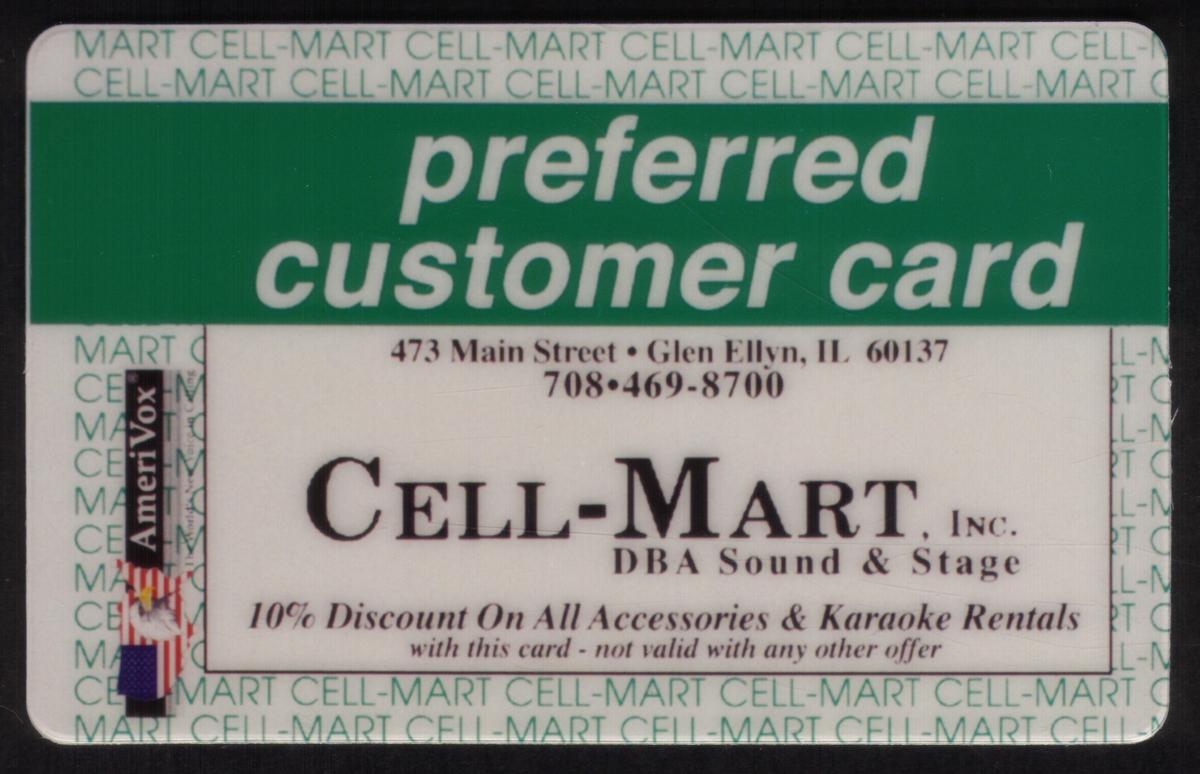 MART CELL-MART CELL-MART CELL-MART CELL-MART CELL-
CELL-MART CELL-MART CELL-MART CELL-MART CELL-MART C
preferred
customer card
473 Main Street • Glen Ellyn, IL 60137
708•469-8700
CELL-MART, INC.
DBA Sound & Stage
10% Discount On All Accessories & Karaoke Rentals
with this card - not valid with any other offer
AmeriVox
MART CELL-MART CELL-MART CELL-MART CELL-MART C
MART CELL-MART CELL-MART CELL-MART CELL-MART CELL-